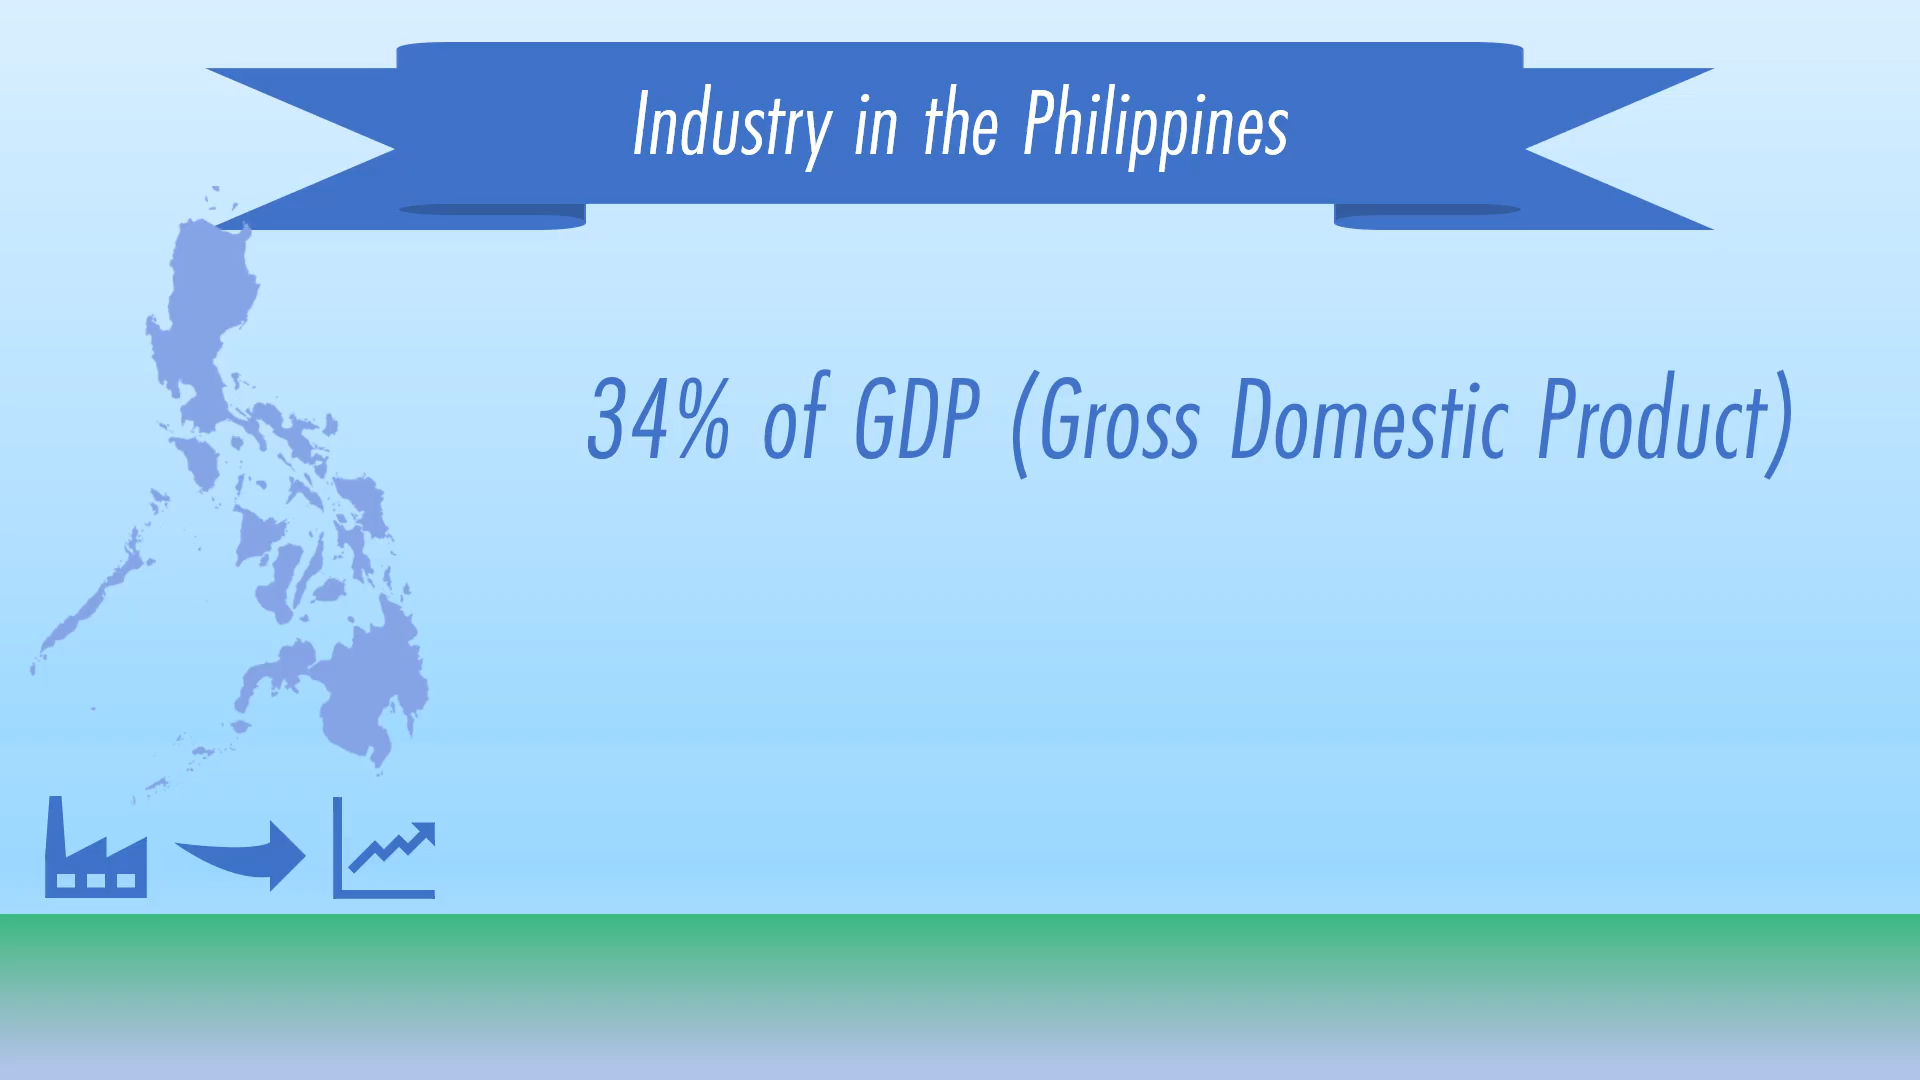 Industry in the Philippines
34% of GDP (Gross Domestic Product)